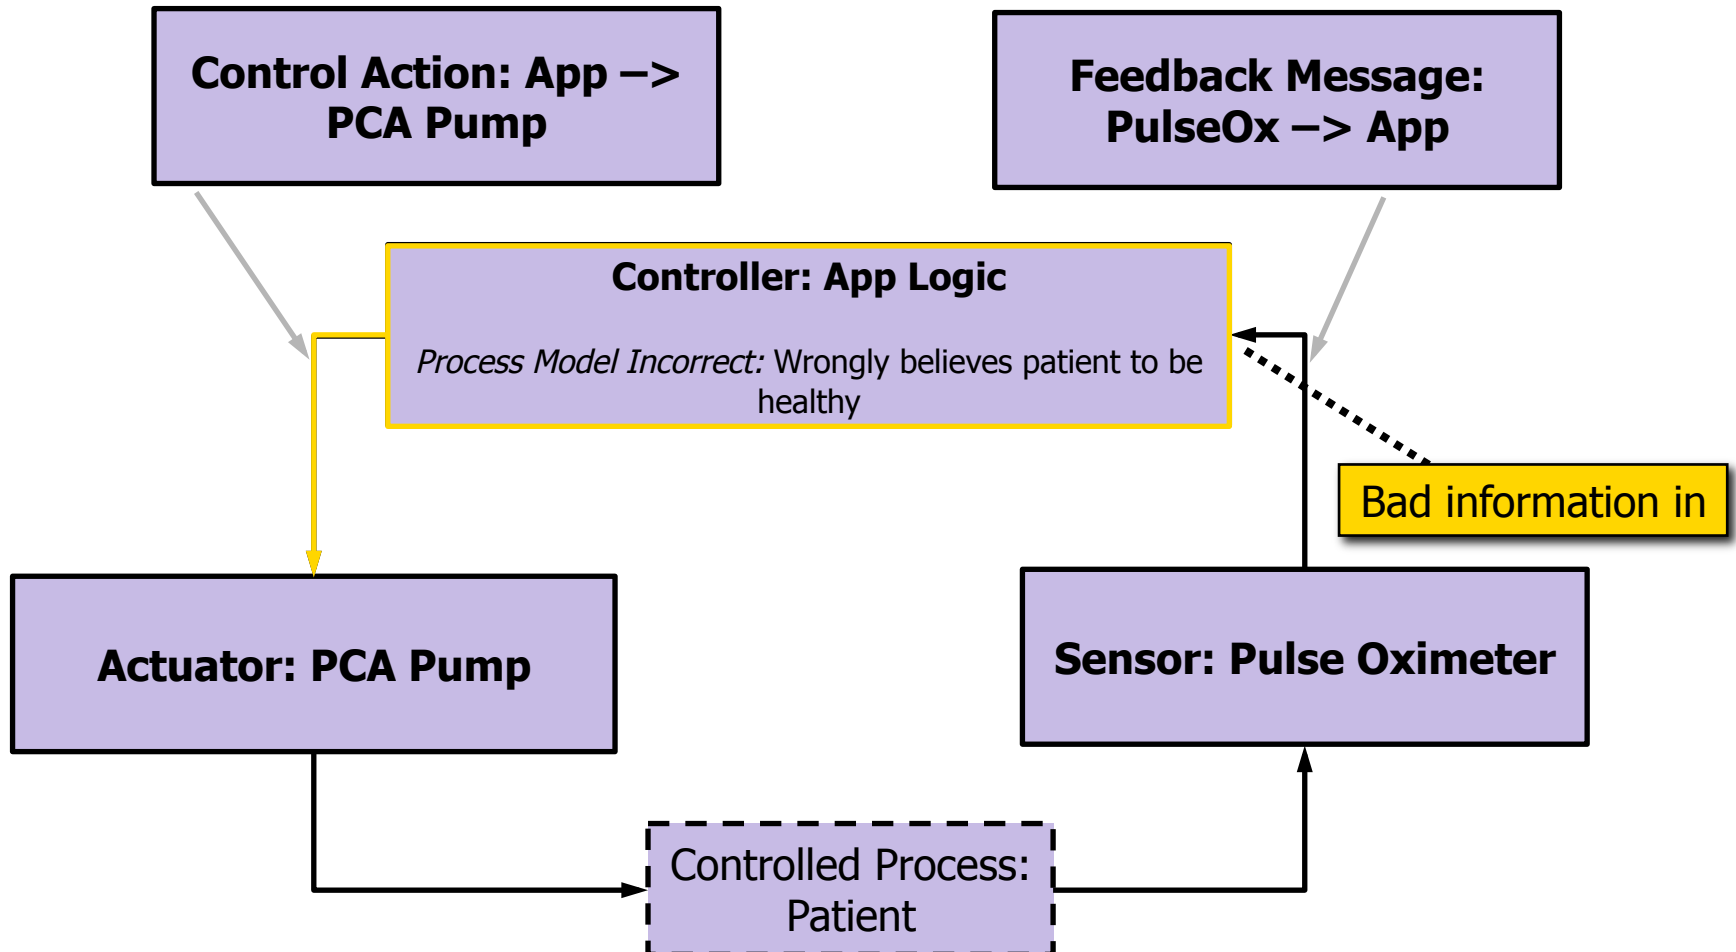 Control Action: App –>
PCA Pump
Feedback Message:
PulseOx –> App
Controller: App Logic
Process Model Incorrect: Wrongly believes patient to be
healthy
Bad information in
Actuator: PCA Pump
Sensor: Pulse Oximeter
Controlled Process:
Patient